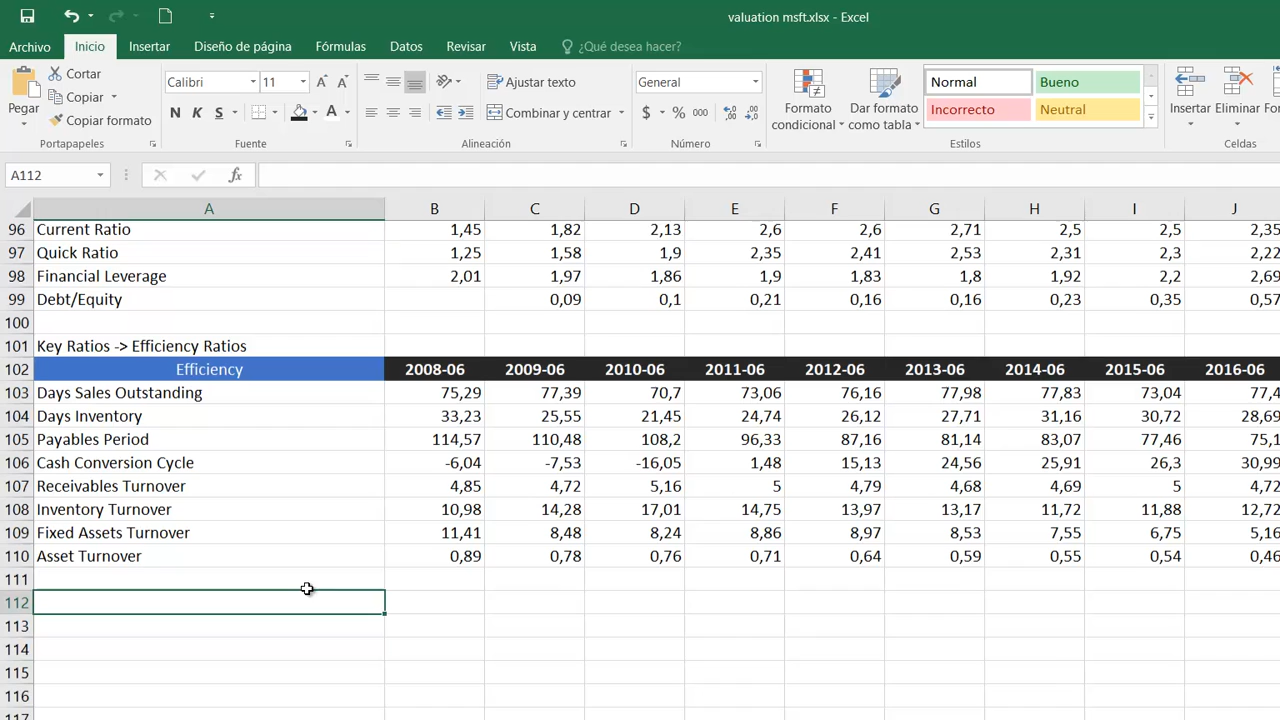 valuation msft.xlsx - Excel
Archivo Inicio Insertar Diseño de página Fórmulas Datos Revisar Vista ¿Qué desea hacer?
Pegar
Cortar
Copiar
Copiar formato
Portapapeles
Calibri 11
N K S A
Fuente
Ajustar texto
Combinar y centrar
Alineación
General
$ % 000
Número
Formato condicional
Dar formato como tabla
Normal Bueno
Incorrecto Neutral
Estilos
Insertar Eliminar Forma
Celdas
A112 fx
A B C D E F G H I J
96 Current Ratio 1,45 1,82 2,13 2,6 2,6 2,71 2,5 2,5 2,35
97 Quick Ratio 1,25 1,58 1,9 2,35 2,41 2,53 2,31 2,3 2,22
98 Financial Leverage 2,01 1,97 1,86 1,9 1,83 1,8 1,92 2,2 2,69
99 Debt/Equity 0,09 0,1 0,21 0,16 0,16 0,23 0,35 0,57
100
101 Key Ratios -> Efficiency Ratios
102 Efficiency 2008-06 2009-06 2010-06 2011-06 2012-06 2013-06 2014-06 2015-06 2016-06
103 Days Sales Outstanding 75,29 77,39 70,7 73,06 76,16 77,98 77,83 73,04 77,4
104 Days Inventory 33,23 25,55 21,45 24,74 26,12 27,71 31,16 30,72 28,69
105 Payables Period 114,57 110,48 108,2 96,33 87,16 81,14 83,07 77,46 75,1
106 Cash Conversion Cycle -6,04 -7,53 -16,05 1,48 15,13 24,56 25,91 26,3 30,99
107 Receivables Turnover 4,85 4,72 5,16 5 4,79 4,68 4,69 5 4,72
108 Inventory Turnover 10,98 14,28 17,01 14,75 13,97 13,17 11,72 11,88 12,72
109 Fixed Assets Turnover 11,41 8,48 8,24 8,86 8,97 8,53 7,55 6,75 5,16
110 Asset Turnover 0,89 0,78 0,76 0,71 0,64 0,59 0,55 0,54 0,46
111
112
113
114
115
116
117